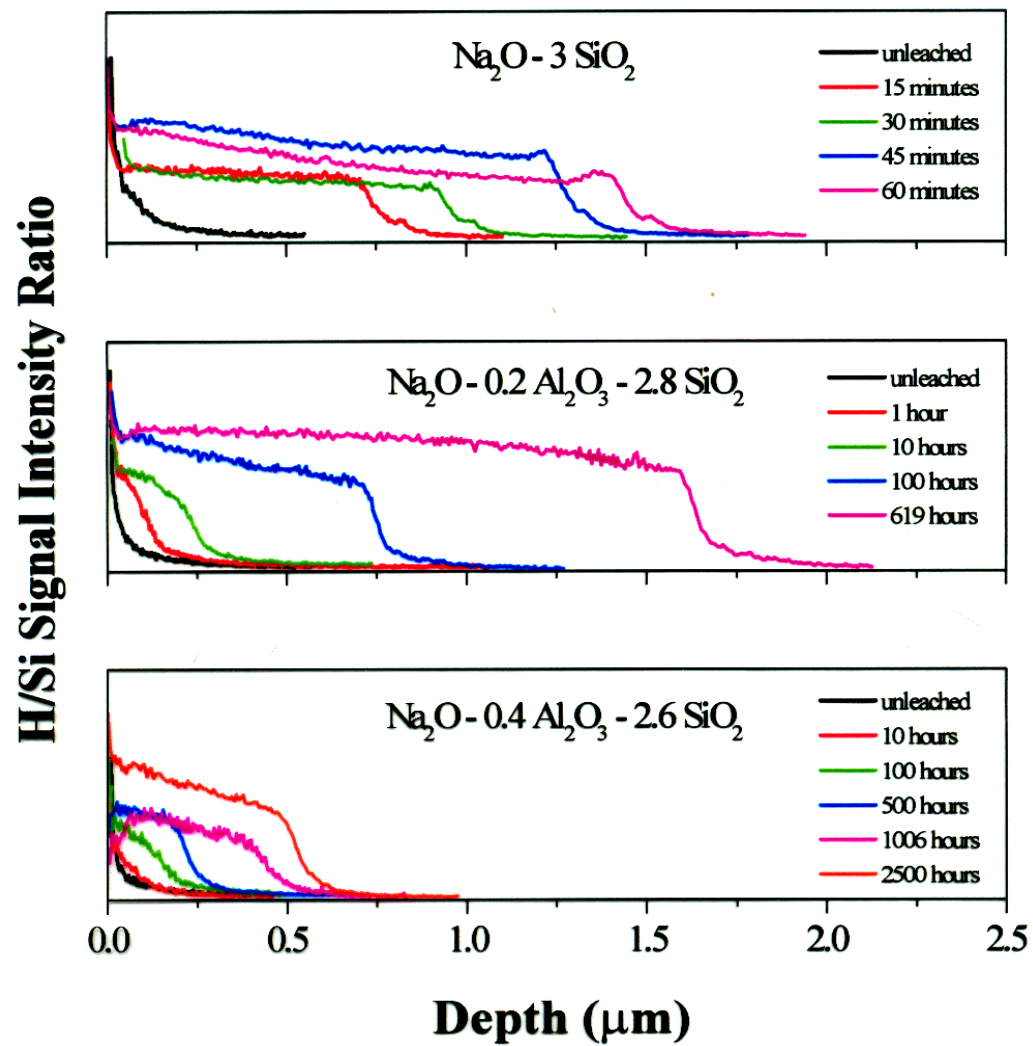 H/Si Signal Intensity Ratio
Na₂O - 3 SiO₂
unleached
15 minutes
30 minutes
45 minutes
60 minutes
Na₂O - 0.2 Al₂O₃ - 2.8 SiO₂
unleached
1 hour
10 hours
100 hours
619 hours
Na₂O - 0.4 Al₂O₃ - 2.6 SiO₂
unleached
10 hours
100 hours
500 hours
1006 hours
2500 hours
0.0 0.5 1.0 1.5 2.0 2.5
Depth (μm)